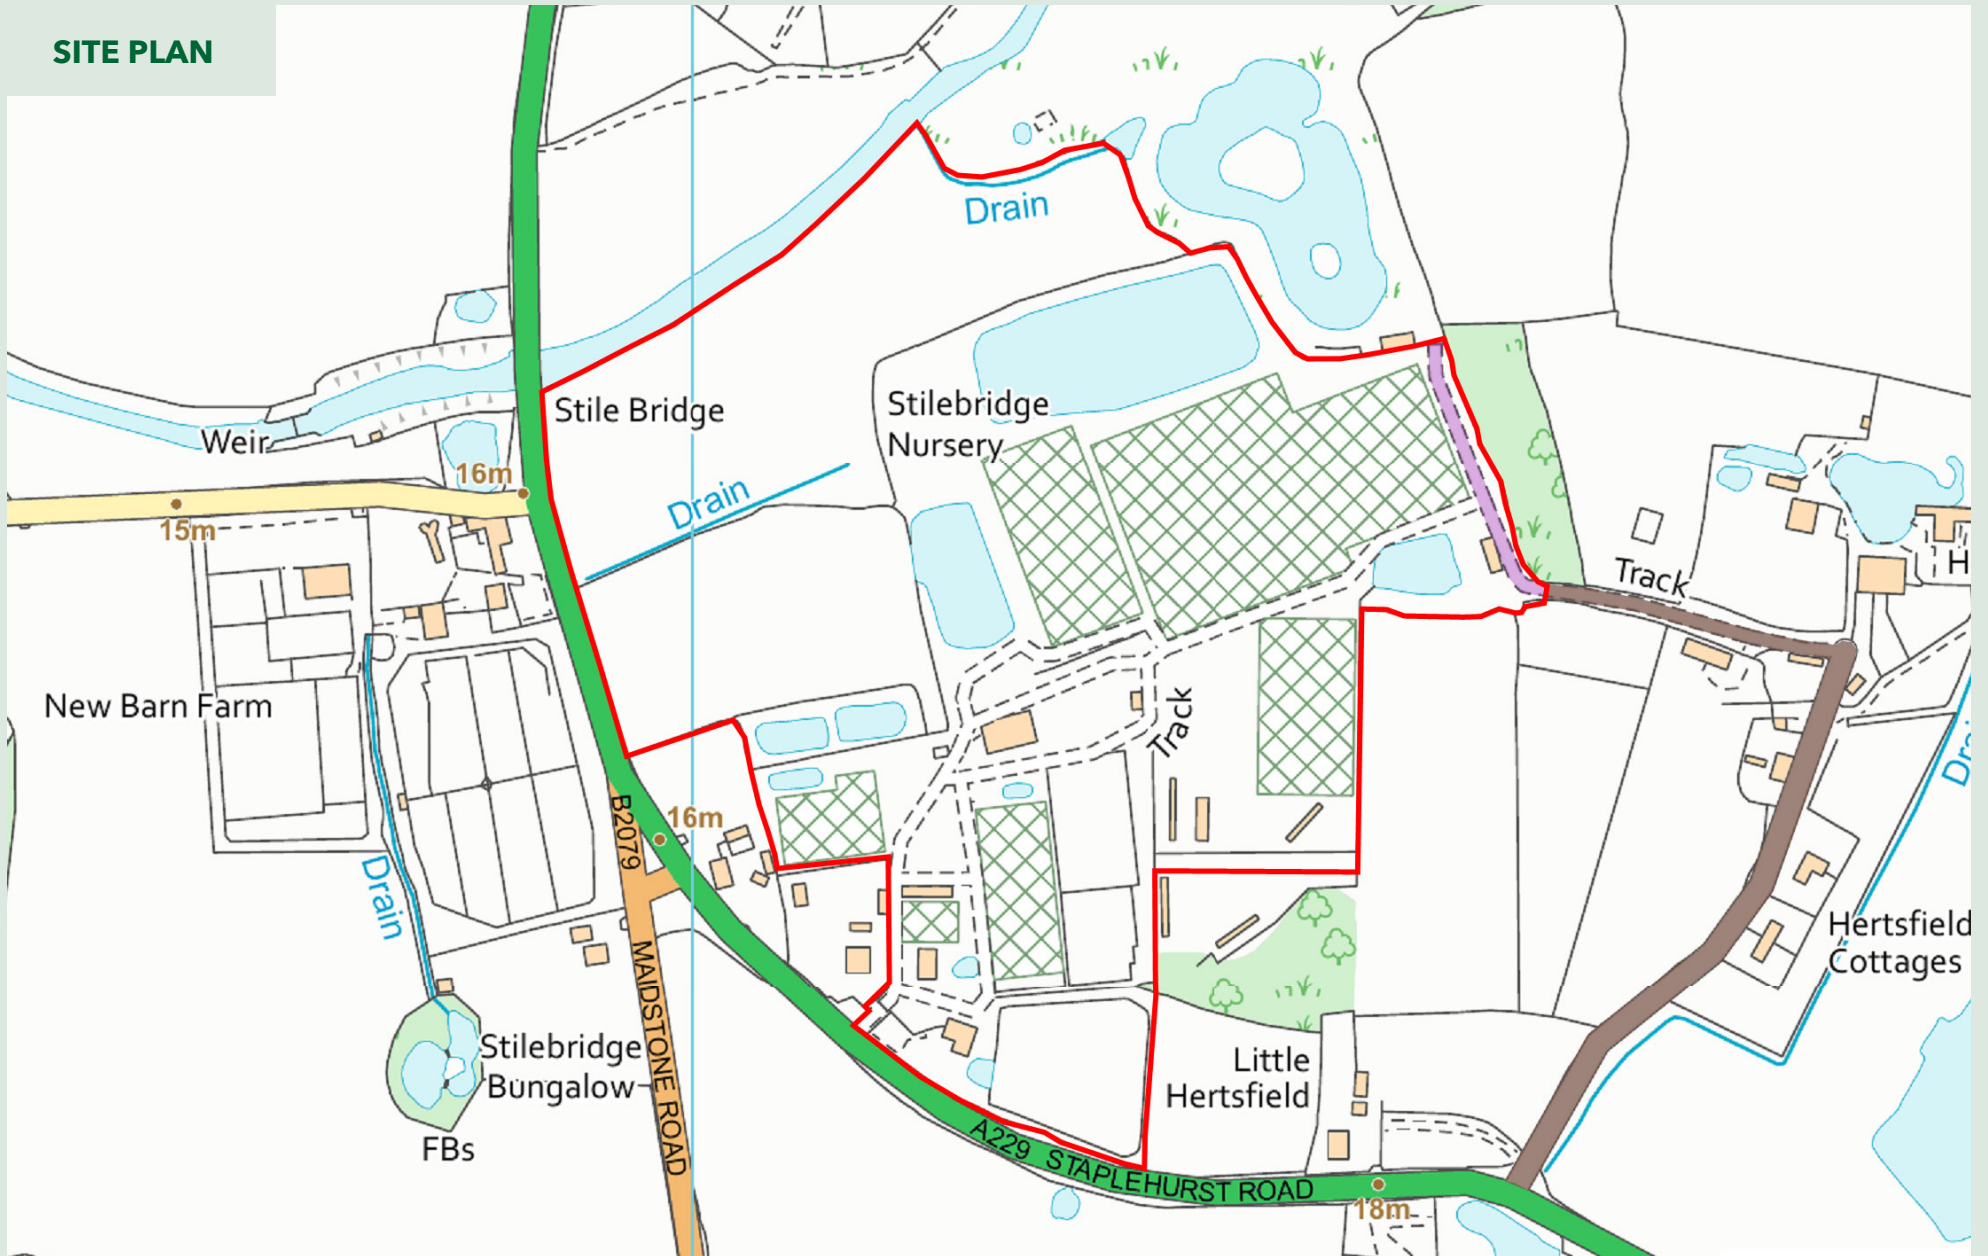 SITE PLAN
Drain
Stile Bridge
Stilebridge
Nursery
Weir
16m
15m
Drain
Track
H
New Barn Farm
Track
B2079
16m
Drain
Hertsfield
Cottages
MAIDSTONE ROAD
Stilebridge
Bungalow
Little
Hertsfield
FBs
A229 STAPLEHURST ROAD
18m